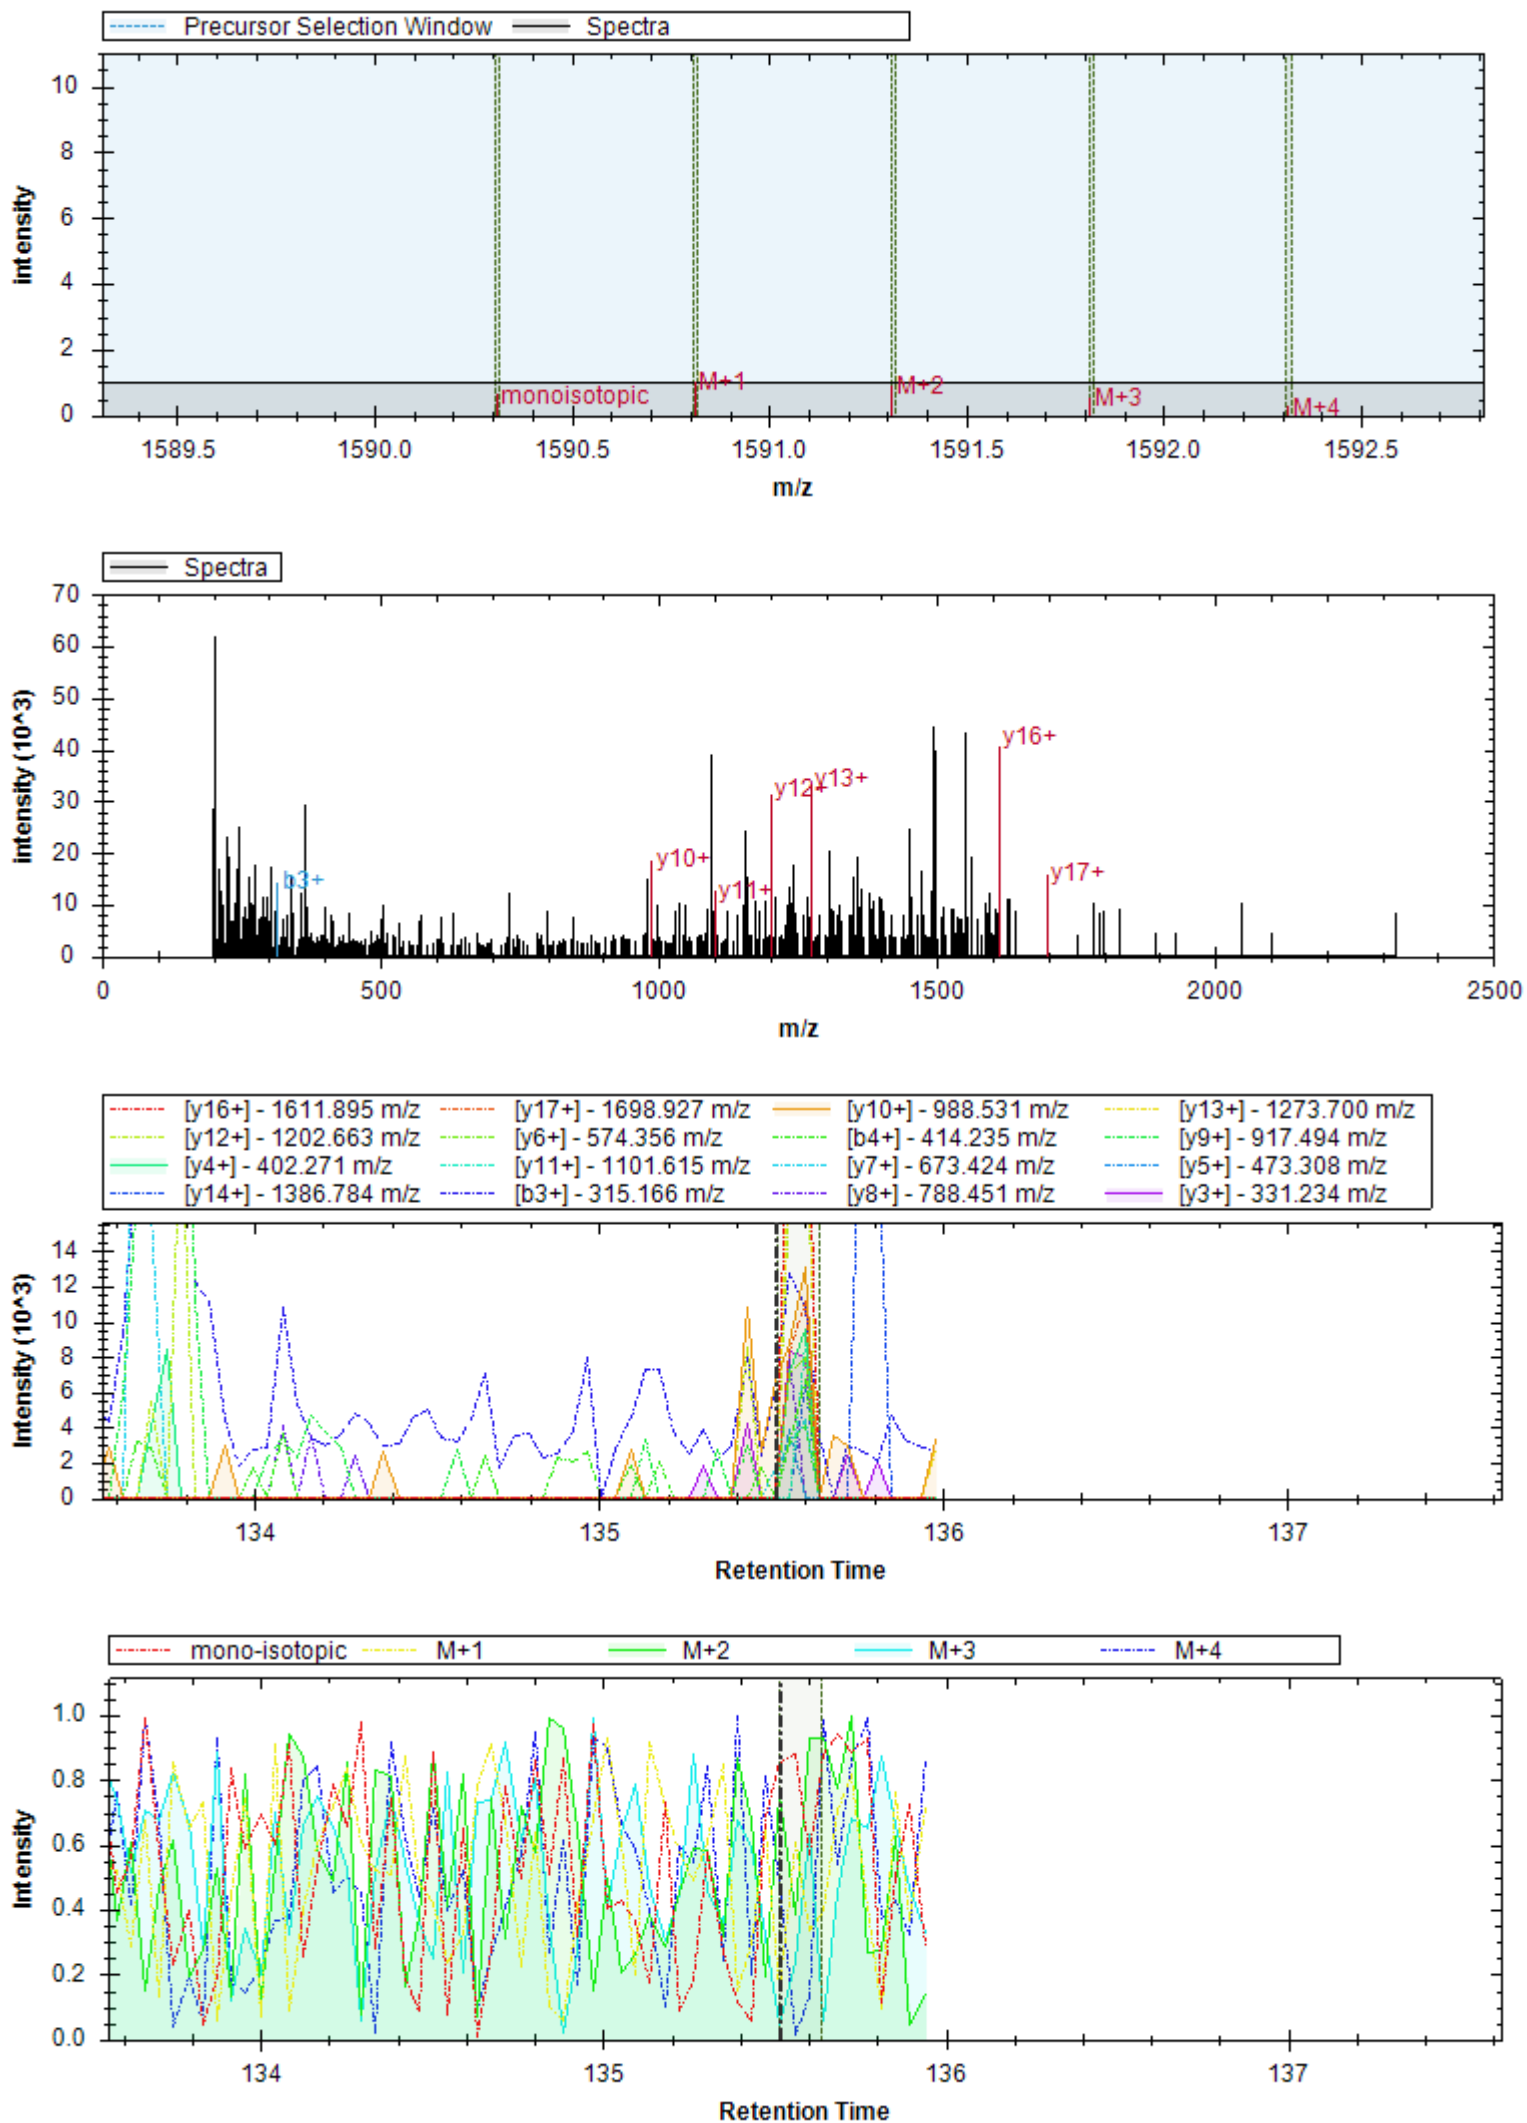 Precursor Selection Window Spectra
10
8
6
4
2
0
intensity
monoisotopic M+1 M+2 M+3 M+4
1589.5 1590.0 1590.5 1591.0 1591.5 1592.0 1592.5
m/z
Spectra
70
60
50
40
30
20
10
0
intensity (10^3)
b3+ y10+ y11+ y12+ y13+ y16+ y17+
0 500 1000 1500 2000 2500
m/z
[y16+] - 1611.895 m/z [y17+] - 1698.927 m/z [y10+] - 988.531 m/z [y13+] - 1273.700 m/z
[y12+] - 1202.663 m/z [y6+] - 574.356 m/z [b4+] - 414.235 m/z [y9+] - 917.494 m/z
[y4+] - 402.271 m/z [y11+] - 1101.615 m/z [y7+] - 673.424 m/z [y5+] - 473.308 m/z
[y14+] - 1386.784 m/z [b3+] - 315.166 m/z [y8+] - 788.451 m/z [y3+] - 331.234 m/z
14
12
10
8
6
4
2
0
Intensity (10^3)
134 135 136 137
Retention Time
mono-isotopic M+1 M+2 M+3 M+4
1.0
0.8
0.6
0.4
0.2
0.0
Intensity
134 135 136 137
Retention Time